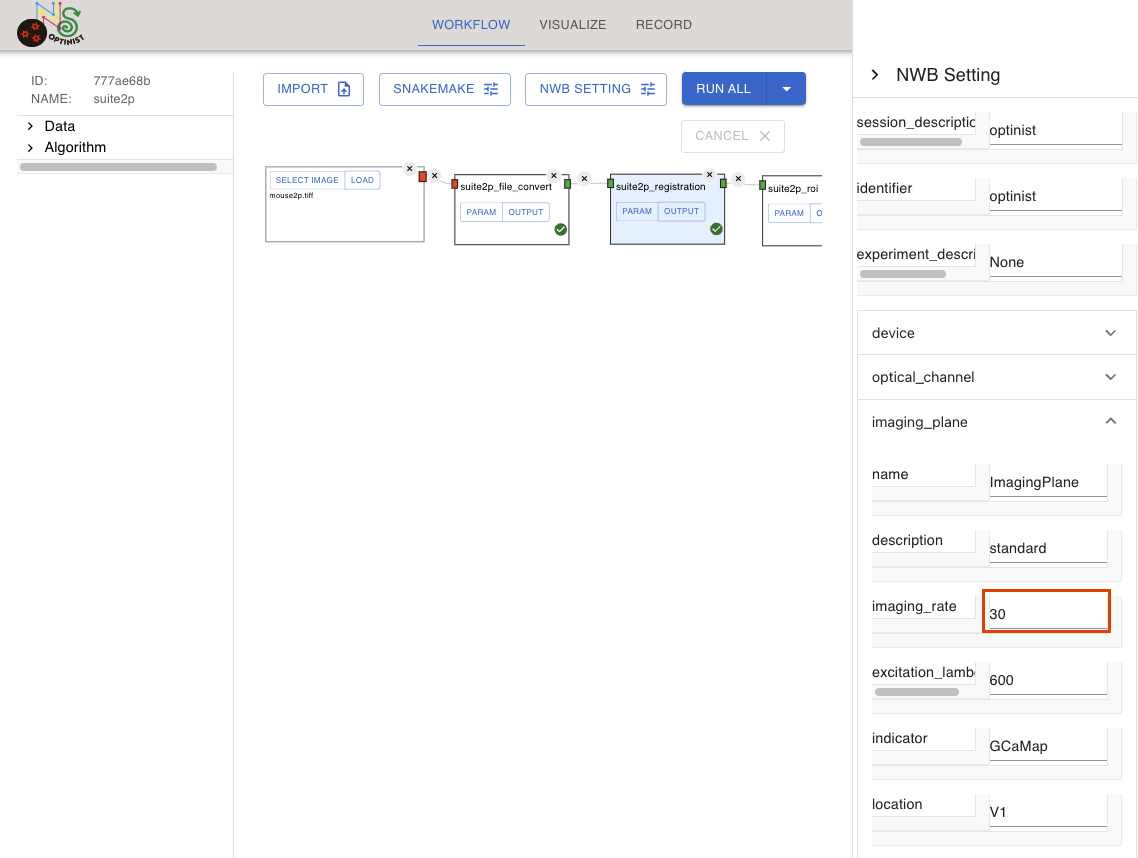 NS
OPTINIST
WORKFLOW VISUALIZE RECORD
ID: 777ae68b
NAME: suite2p
Data
Algorithm
IMPORT SNAKEMAKE NWB SETTING RUN ALL
CANCEL
SELECT IMAGE LOAD
mouse2p.tiff
suite2p_file_convert
PARAM OUTPUT
suite2p_registration
PARAM OUTPUT
suite2p_roi
PARAM O
NWB Setting
session_descriptio optinist
identifier optinist
experiment_descri None
device
optical_channel
imaging_plane
name ImagingPlane
description standard
imaging_rate 30
excitation_lamb 600
indicator GCaMap
location V1